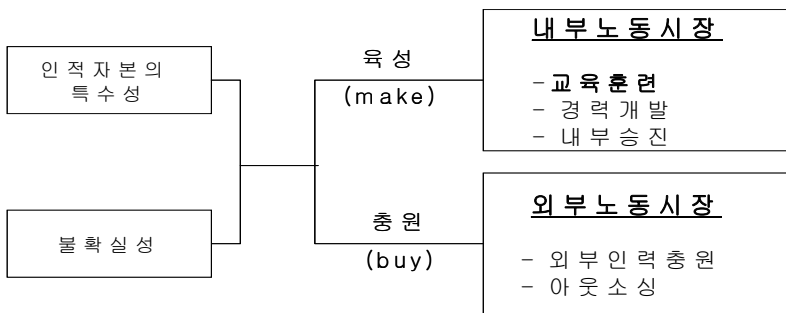 인적자본의
특수성
불확실성
육성
(make)
충원
(buy)
내부노동시장
- 교육훈련
- 경력개발
- 내부승진
외부노동시장
- 외부인력충원
- 아웃소싱